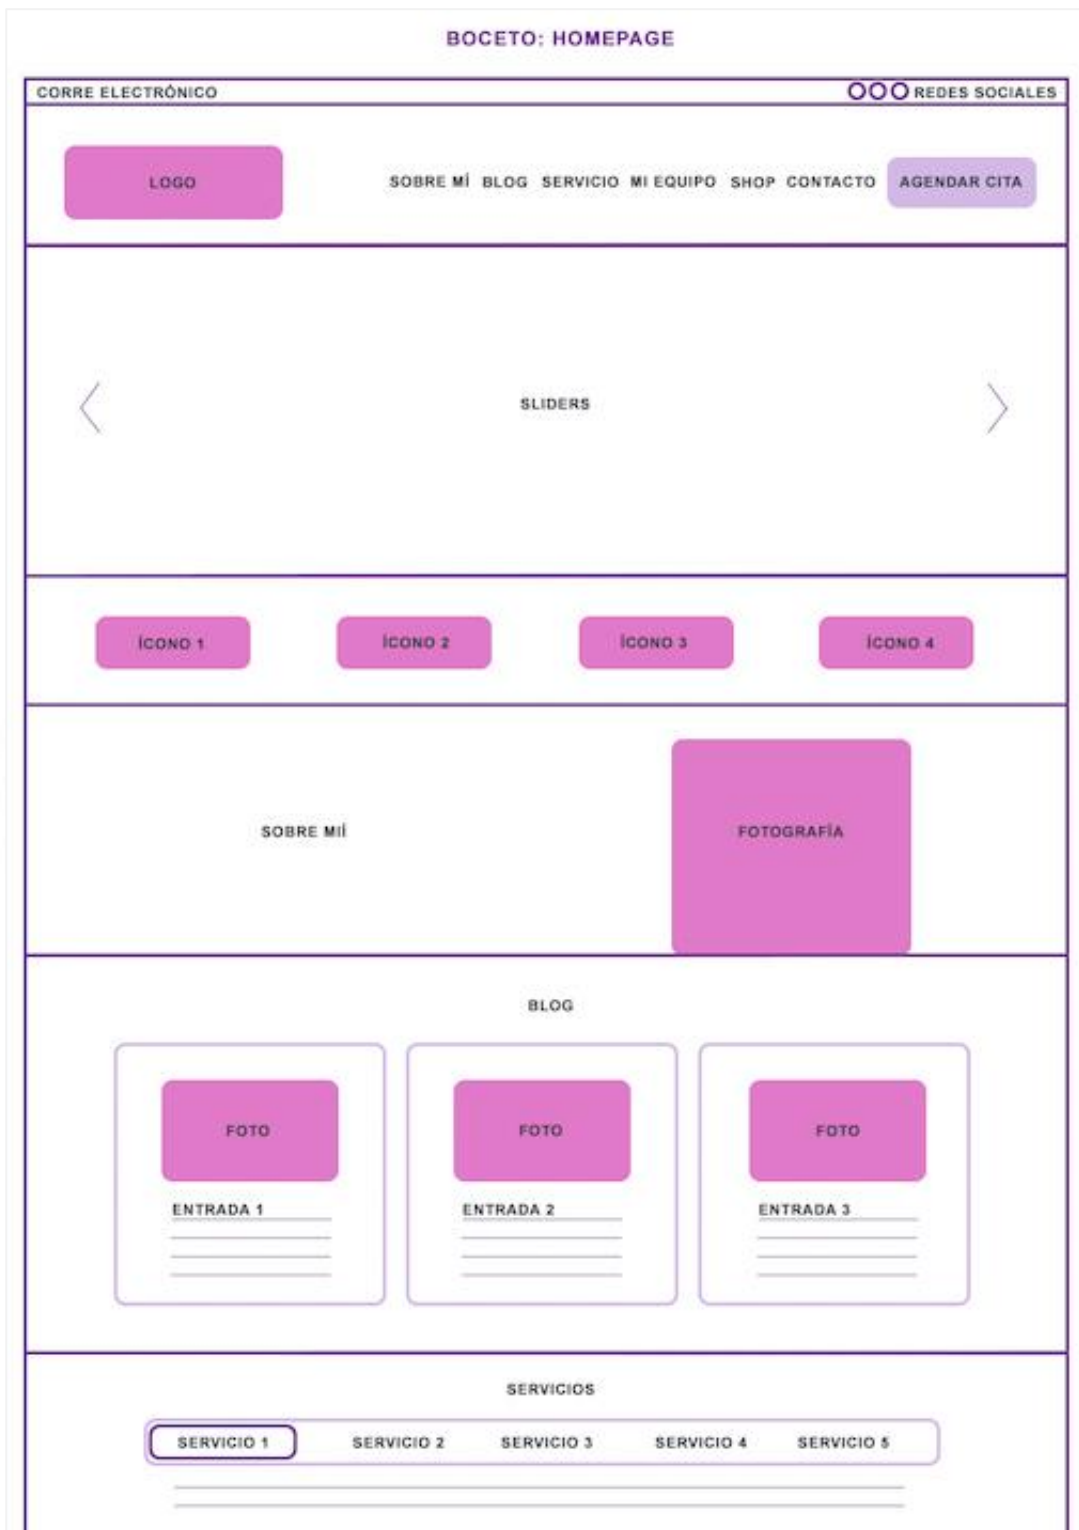 BOCETO: HOMEPAGE
CORRE ELECTRÓNICO
REDES SOCIALES
LOGO
SOBRE MÍ BLOG SERVICIO MI EQUIPO SHOP CONTACTO AGENDAR CITA
SLIDERS
ÍCONO 1 ÍCONO 2 ÍCONO 3 ÍCONO 4
SOBRE MIÍ
FOTOGRAFÍA
BLOG
FOTO FOTO FOTO
ENTRADA 1 ENTRADA 2 ENTRADA 3
SERVICIOS
SERVICIO 1 SERVICIO 2 SERVICIO 3 SERVICIO 4 SERVICIO 5